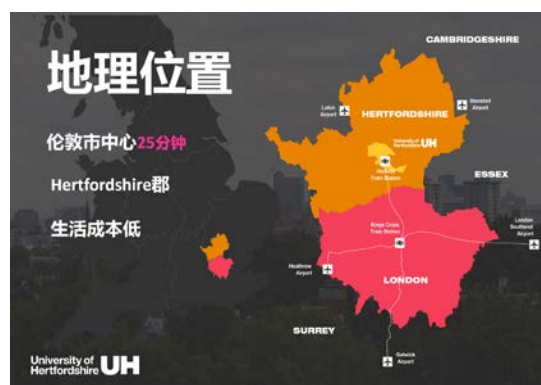 地理位置
伦敦市中心25分钟
Hertfordshire郡
生活成本低
CAMBRIDGESHIRE
Luton
Airport
Stansted
Airport
HERTFORDSHIRE
University of
Hertfordshire UH
Hatfield
Train Station
ESSEX
Kings Cross
Train Station
London
Southend
Airport
Heathrow
Airport
LONDON
SURREY
Gatwick
Airport
University of
Hertfordshire UH